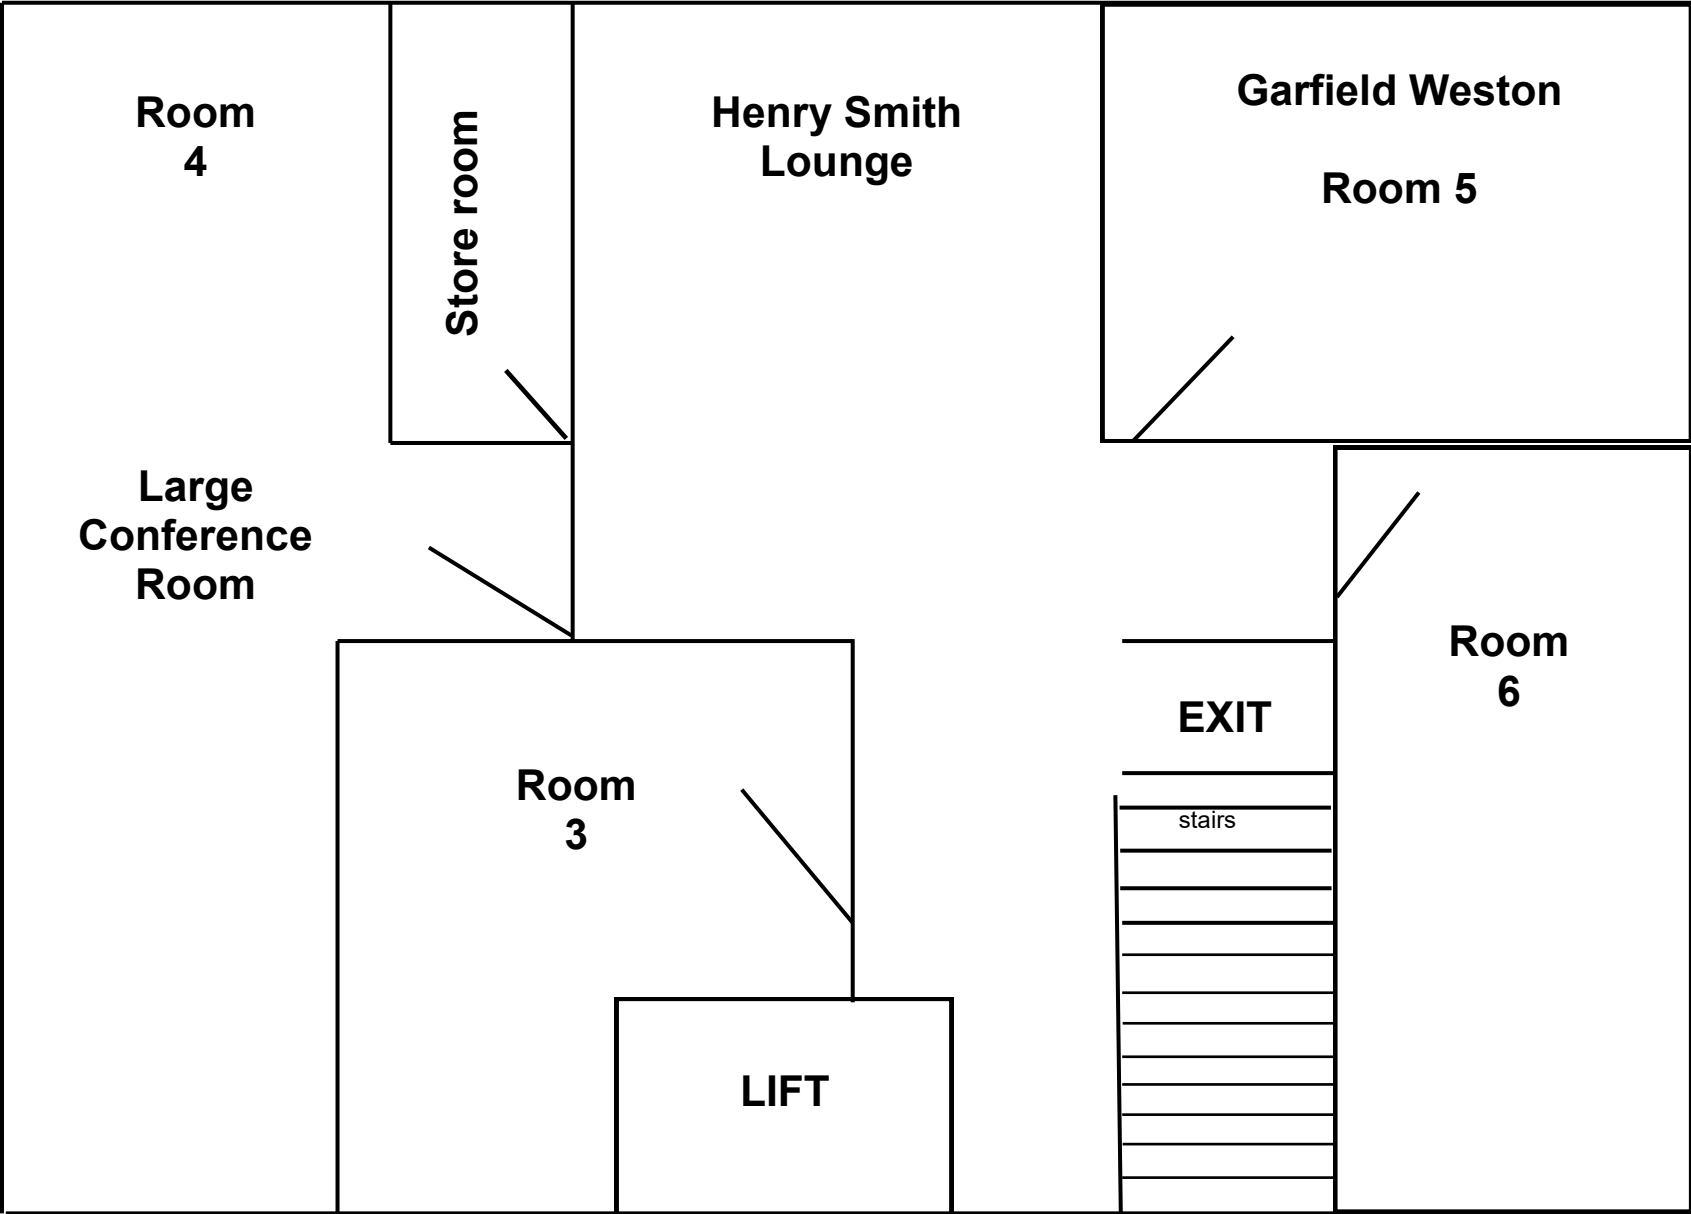 Room
4
Store room
Henry Smith
Lounge
Garfield Weston
Room 5
Large
Conference
Room
Room
6
EXIT
stairs
Room
3
LIFT